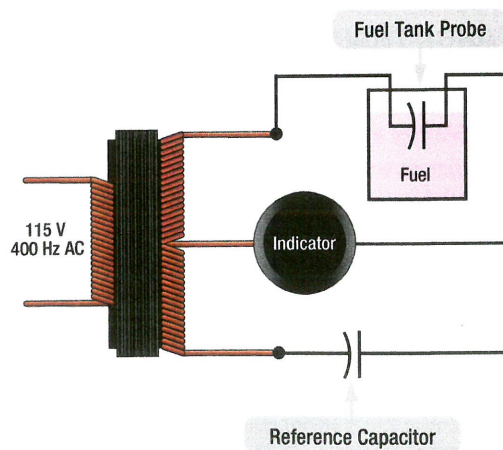 Fuel Tank Probe
Fuel
115 V
400 Hz AC
Indicator
Reference Capacitor